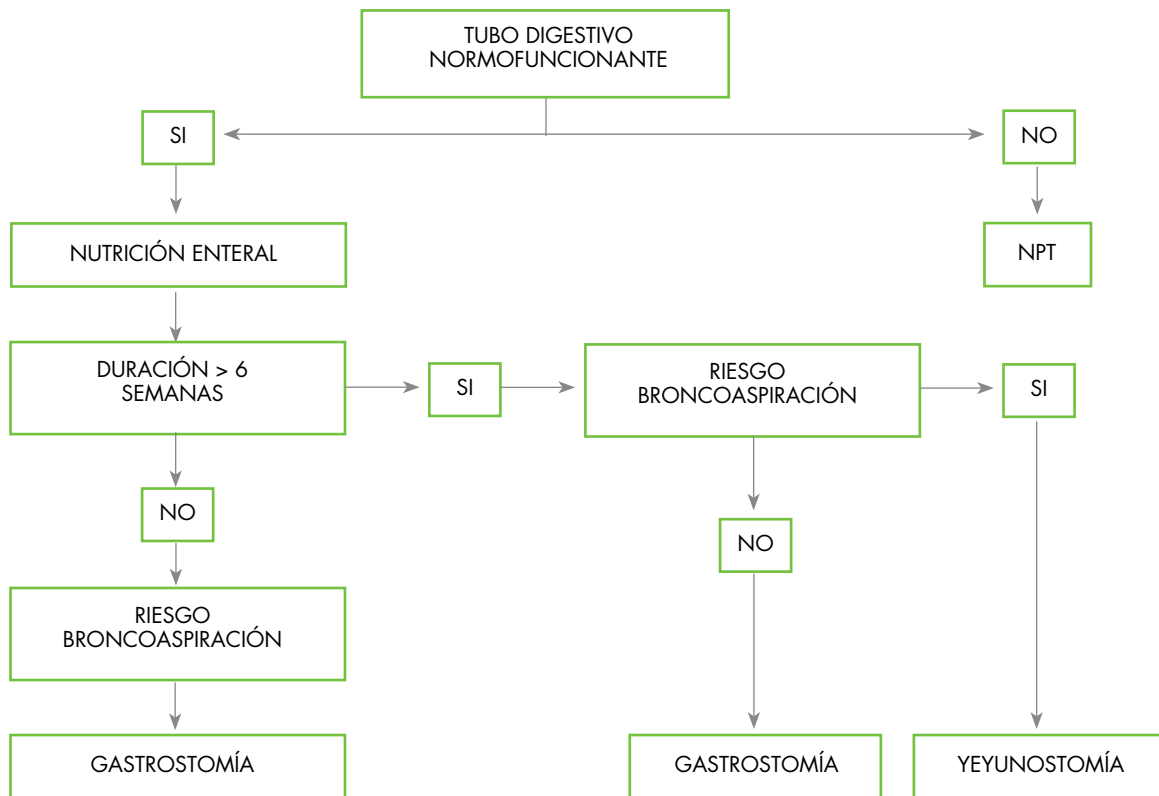 TUBO DIGESTIVO
NORMOFUNCIONANTE
SI
NO
NUTRICIÓN ENTERAL
NPT
DURACIÓN > 6
SEMANAS
SI
RIESGO
BRONCOASPIRACIÓN
SI
NO
NO
RIESGO
BRONCOASPIRACIÓN
GASTROSTOMÍA
GASTROSTOMÍA
YEYUNOSTOMÍA